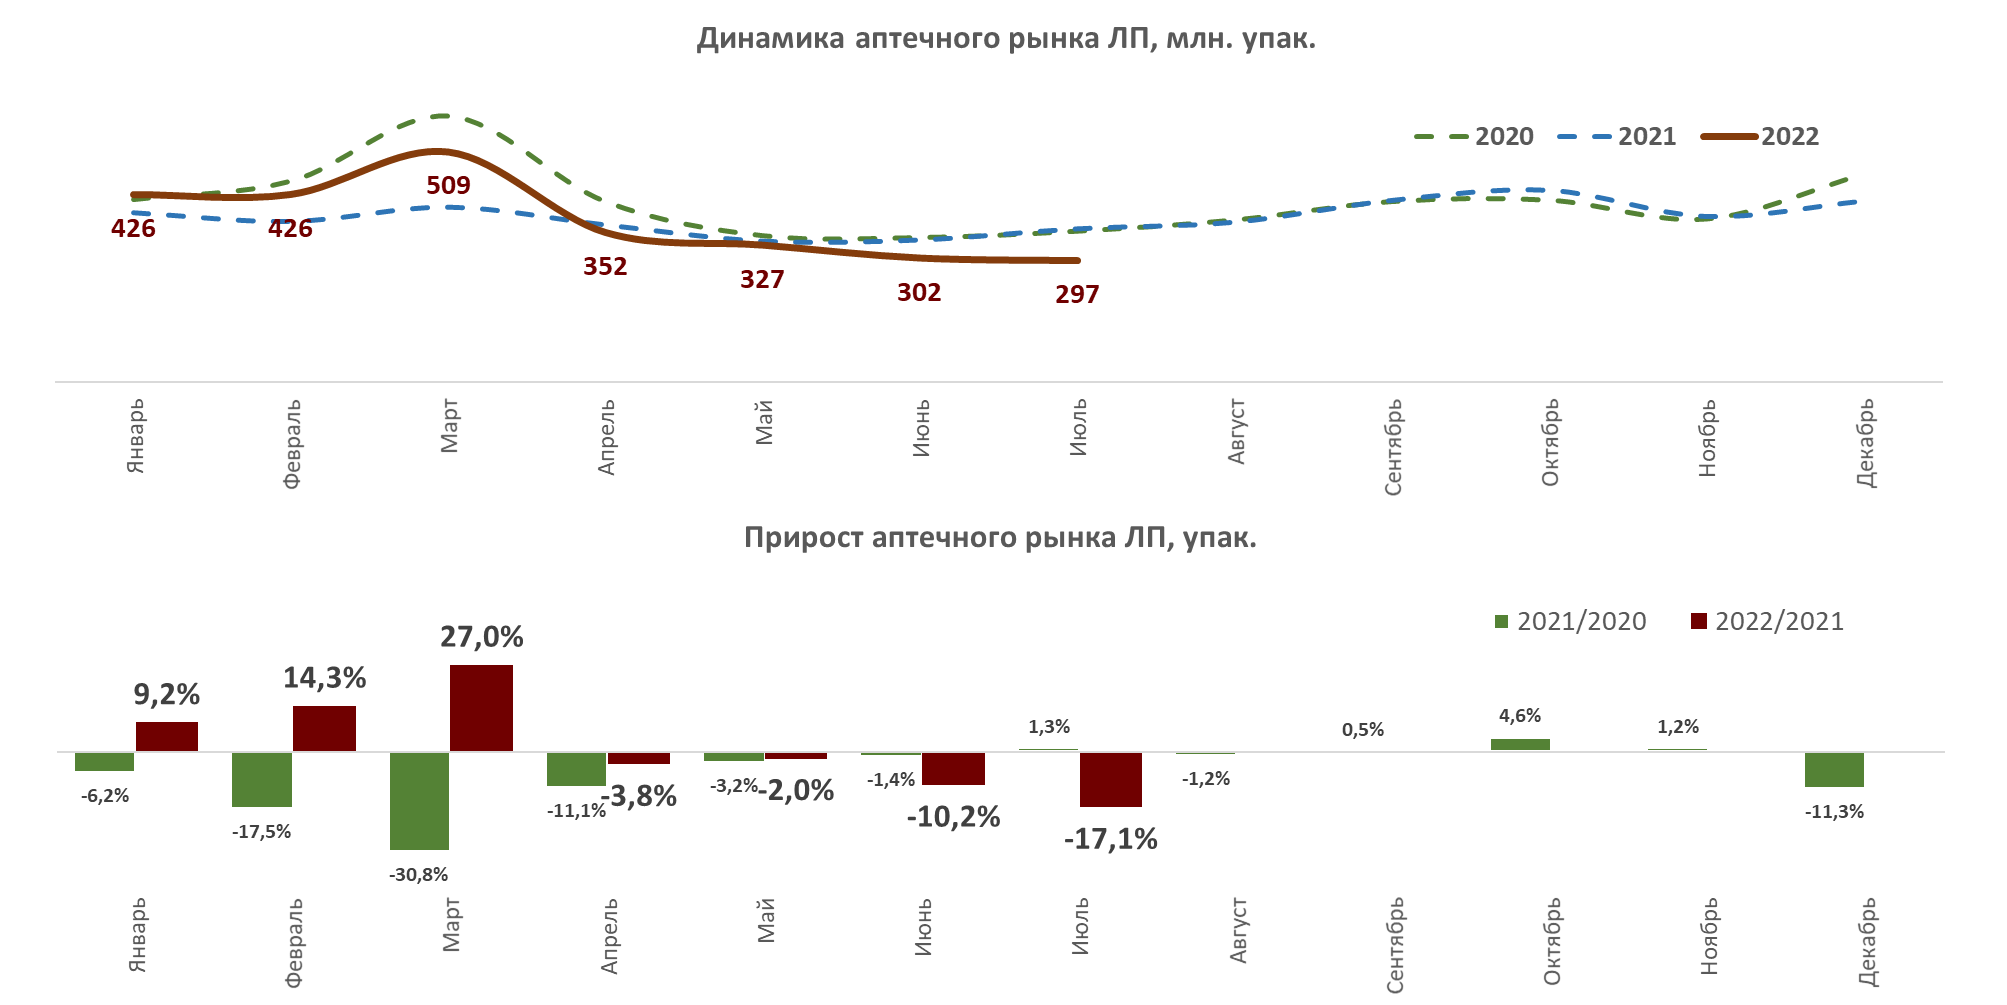 Динамика аптечного рынка ЛП, млн. упак.
2020 2021 2022
426 426 509 352 327 302 297
Январь Февраль Март Апрель Май Июнь Июль Август Сентябрь Октябрь Ноябрь Декабрь
Прирост аптечного рынка ЛП, упак.
2021/2020 2022/2021
9,2% 14,3% 27,0% -3,8% -2,0% -10,2% -17,1%
-6,2% -17,5% -30,8% -11,1% -3,2% -1,4% 1,3% -1,2% 0,5% 4,6% 1,2% -11,3%
Январь Февраль Март Апрель Май Июнь Июль Август Сентябрь Октябрь Ноябрь Декабрь